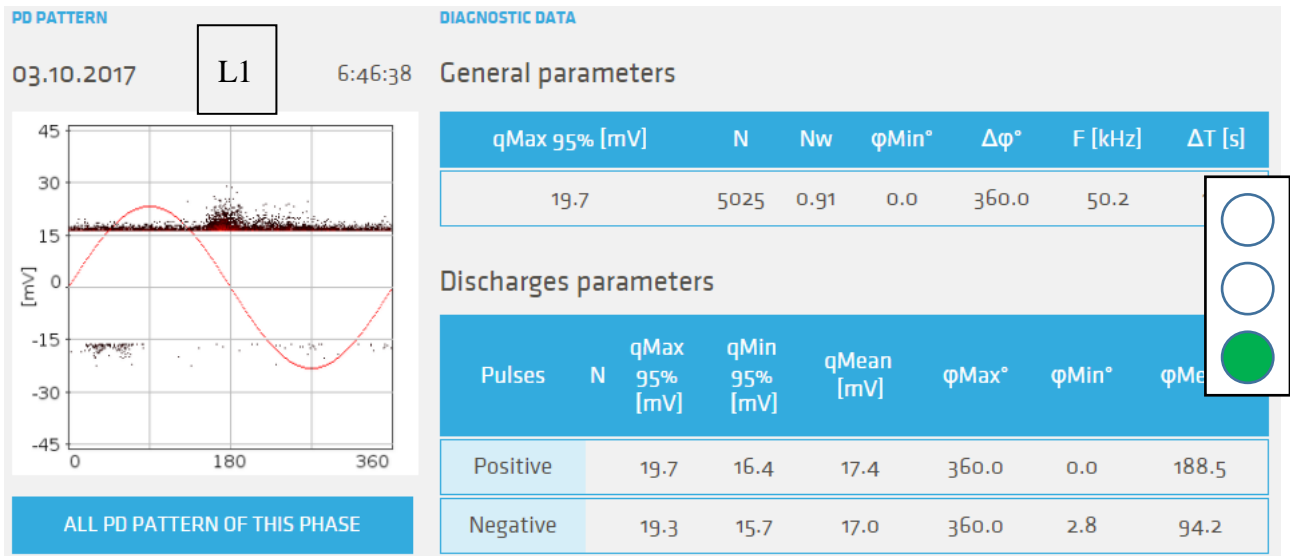 PD PATTERN
03.10.2017 L1 6:46:38
45
30
15
0
-15
-30
-45
[mV]
0 180 360
ALL PD PATTERN OF THIS PHASE
DIAGNOSTIC DATA
General parameters
qMax 95% [mV] N Nw φMin° Δφ° F [kHz] ΔT [s]
19.7 5025 0.91 0.0 360.0 50.2
Discharges parameters
Pulses N qMax 95% [mV] qMin 95% [mV] qMean [mV] φMax° φMin°
Positive 19.7 16.4 17.4 360.0 0.0 188.5
Negative 19.3 15.7 17.0 360.0 2.8 94.2